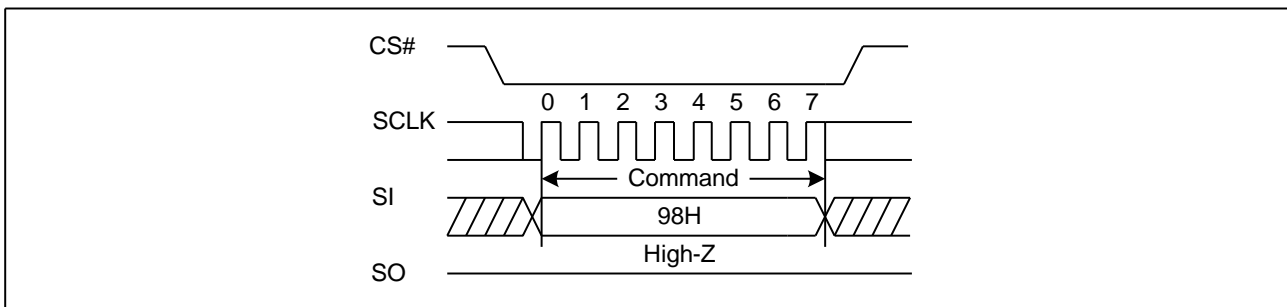 CS#
0 1 2 3 4 5 6 7
SCLK
Command
SI
98H
High-Z
SO